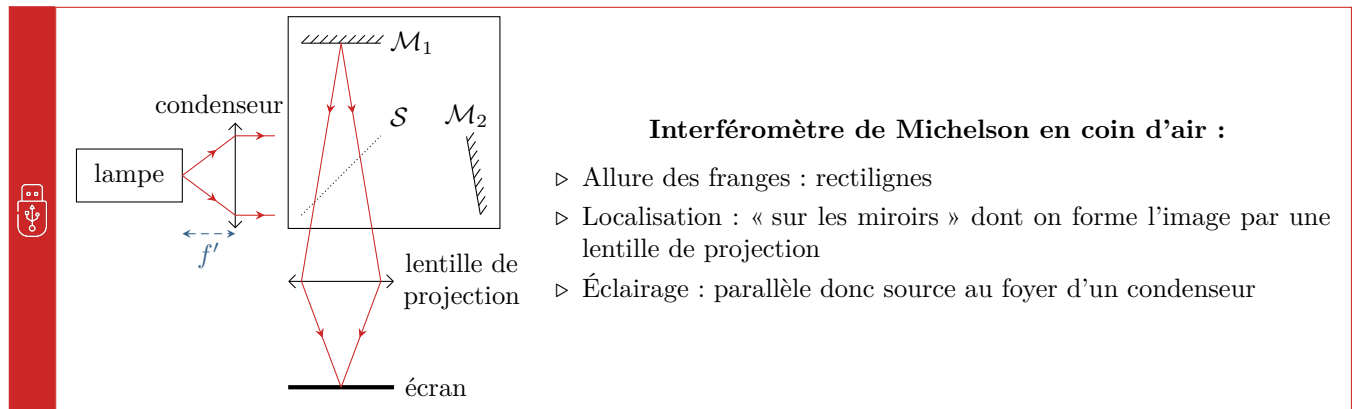 M₁
condenseur
S
M₂
lampe
f′
lentille de
projection
écran
Interféromètre de Michelson en coin d'air :
▷ Allure des franges : rectilignes
▷ Localisation : « sur les miroirs » dont on forme l'image par une
lentille de projection
▷ Éclairage : parallèle donc source au foyer d'un condenseur